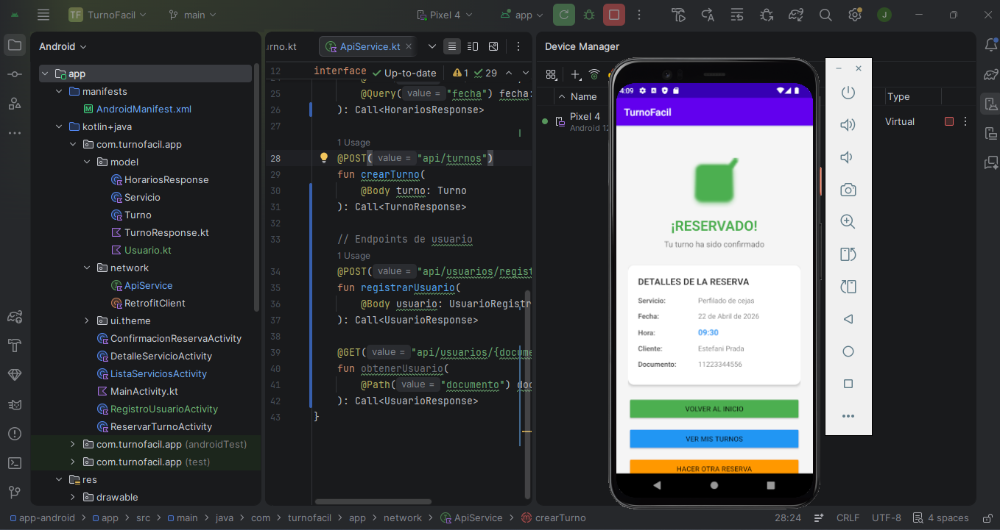 TF TurnoFacil main Pixel 4 app J
Android
app
manifests
AndroidManifest.xml
kotlin+java
com.turnofacil.app
model
HorariosResponse
Servicio
Turno
TurnoResponse.kt
Usuario.kt
network
ApiService
RetrofitClient
ui.theme
ConfirmacionReservaActivity
DetalleServicioActivity
ListaServiciosActivity
MainActivity.kt
RegistroUsuarioActivity
ReservarTurnoActivity
com.turnofacil.app (androidTest)
com.turnofacil.app (test)
res
drawable
urno.kt ApiService.kt
12 interface Up-to-date 1 29
25 @Query( value = "fecha") fecha:
26 ): Call<HorariosResponse>
27
1 Usage
28 @POST( value = "api/turnos")
29 fun crearTurno(
30 @Body turno: Turno
31 ): Call<TurnoResponse>
32
33 // Endpoints de usuario
1 Usage
34 @POST( value = "api/usuarios/regist
35 fun registrarUsuario(
36 @Body usuario: UsuarioRegistr
37 ): Call<UsuarioResponse>
38
39 @GET( value = "api/usuarios/{docume
40 fun obtenerUsuario(
41 @Path( value = "documento") doc
42 ): Call<UsuarioResponse>
43 }
Device Manager
Name Type
Pixel 4
Android 12
Virtual
4:09
TurnoFacil
¡RESERVADO!
Tu turno ha sido confirmado
DETALLES DE LA RESERVA
Servicio: Perfilado de cejas
Fecha: 22 de Abril de 2026
Hora: 09:30
Cliente: Estefani Prada
Documento: 11223344556
VOLVER AL INICIO
VER MIS TURNOS
HACER OTRA RESERVA
app-android > app > src > main > java > com > turnofacil > app > network > ApiService > crearTurno 28:24 CRLF UTF-8 4 spaces